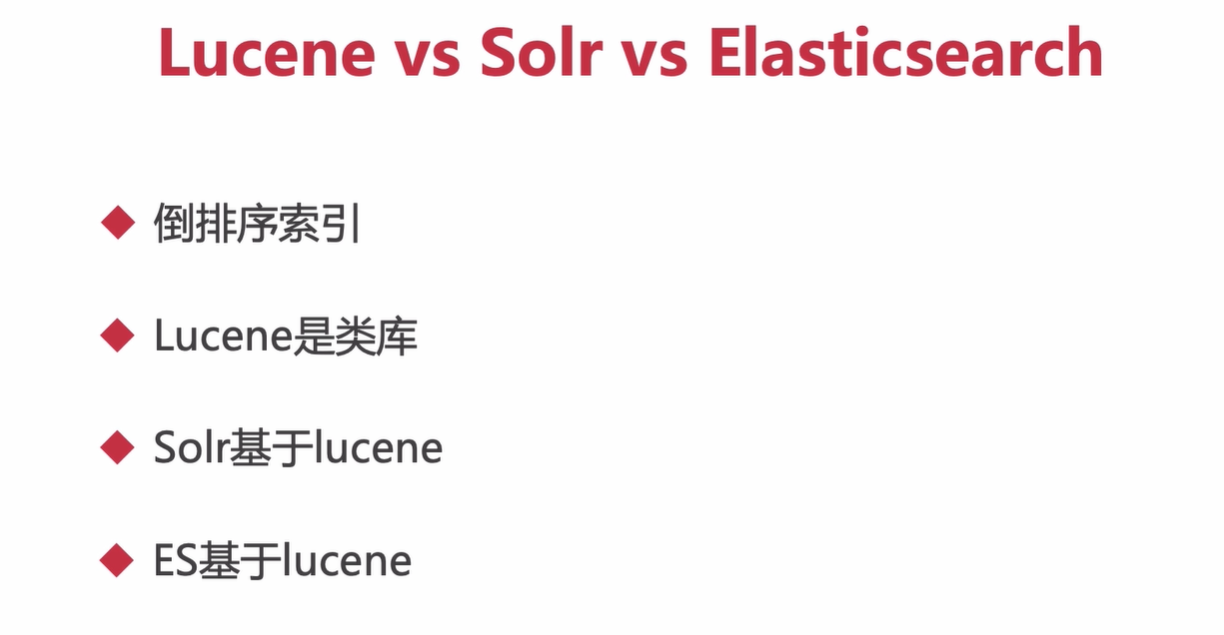 Lucene vs Solr vs Elasticsearch
倒排序索引
Lucene是类库
Solr基于lucene
ES基于lucene